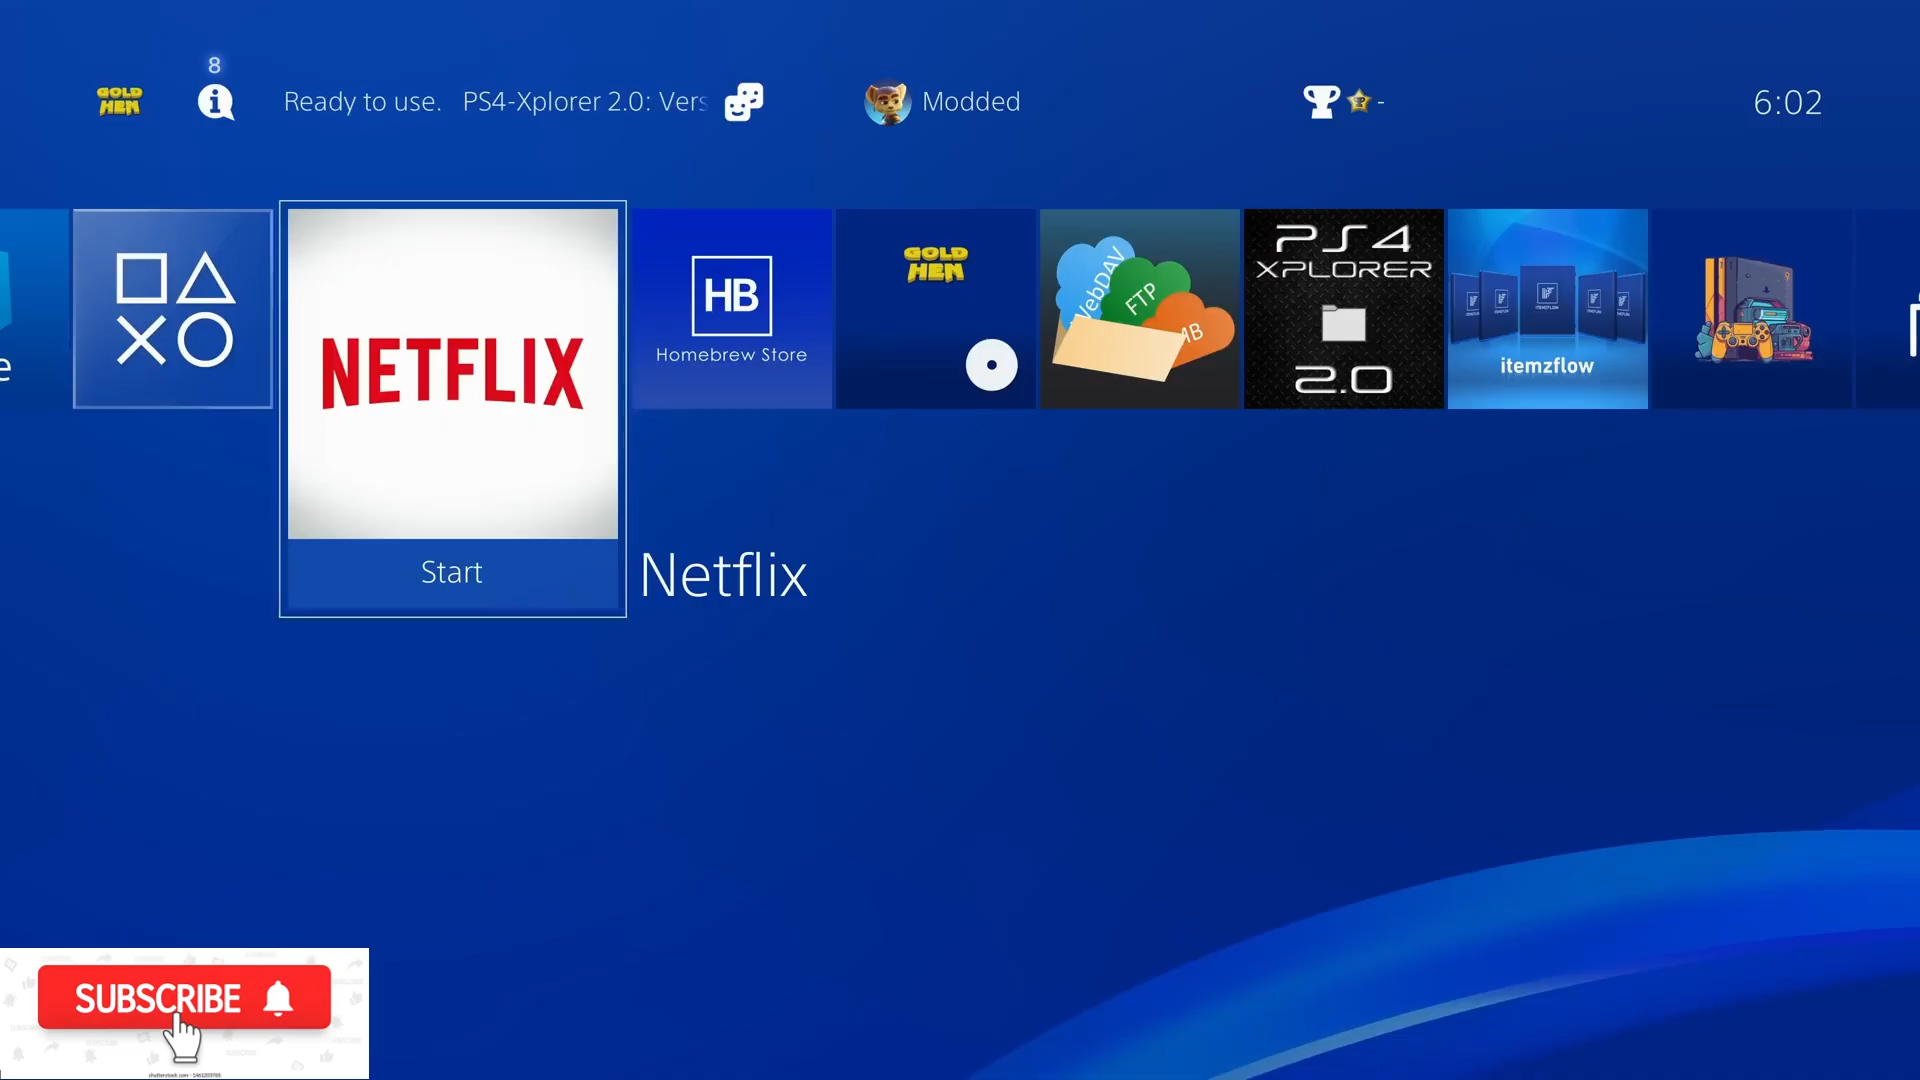 8
GOLD
HEN
Ready to use. PS4-Xplorer 2.0: Vers
Modded
-
6:02
e
NETFLIX
HB
Homebrew Store
GOLD
HEN
WebDAV
FTP
MB
PS4
XPLORER
2.0
itemzflow
Start
Netflix
SUBSCRIBE